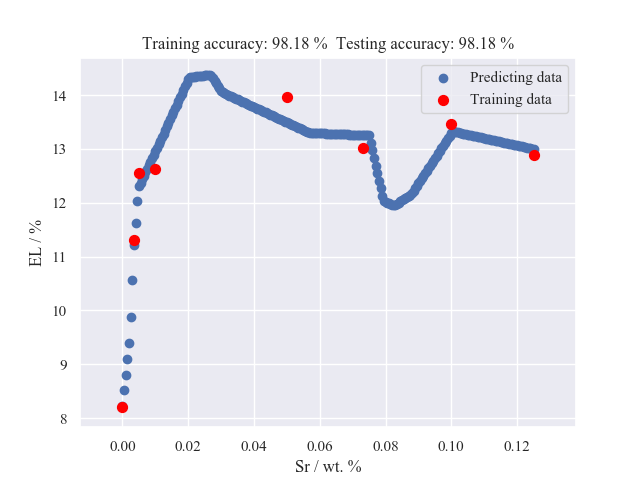 Training accuracy: 98.18 %  Testing accuracy: 98.18 %
Predicting data
Training data
EL / %
14
13
12
11
10
9
8
0.00 0.02 0.04 0.06 0.08 0.10 0.12
Sr / wt. %